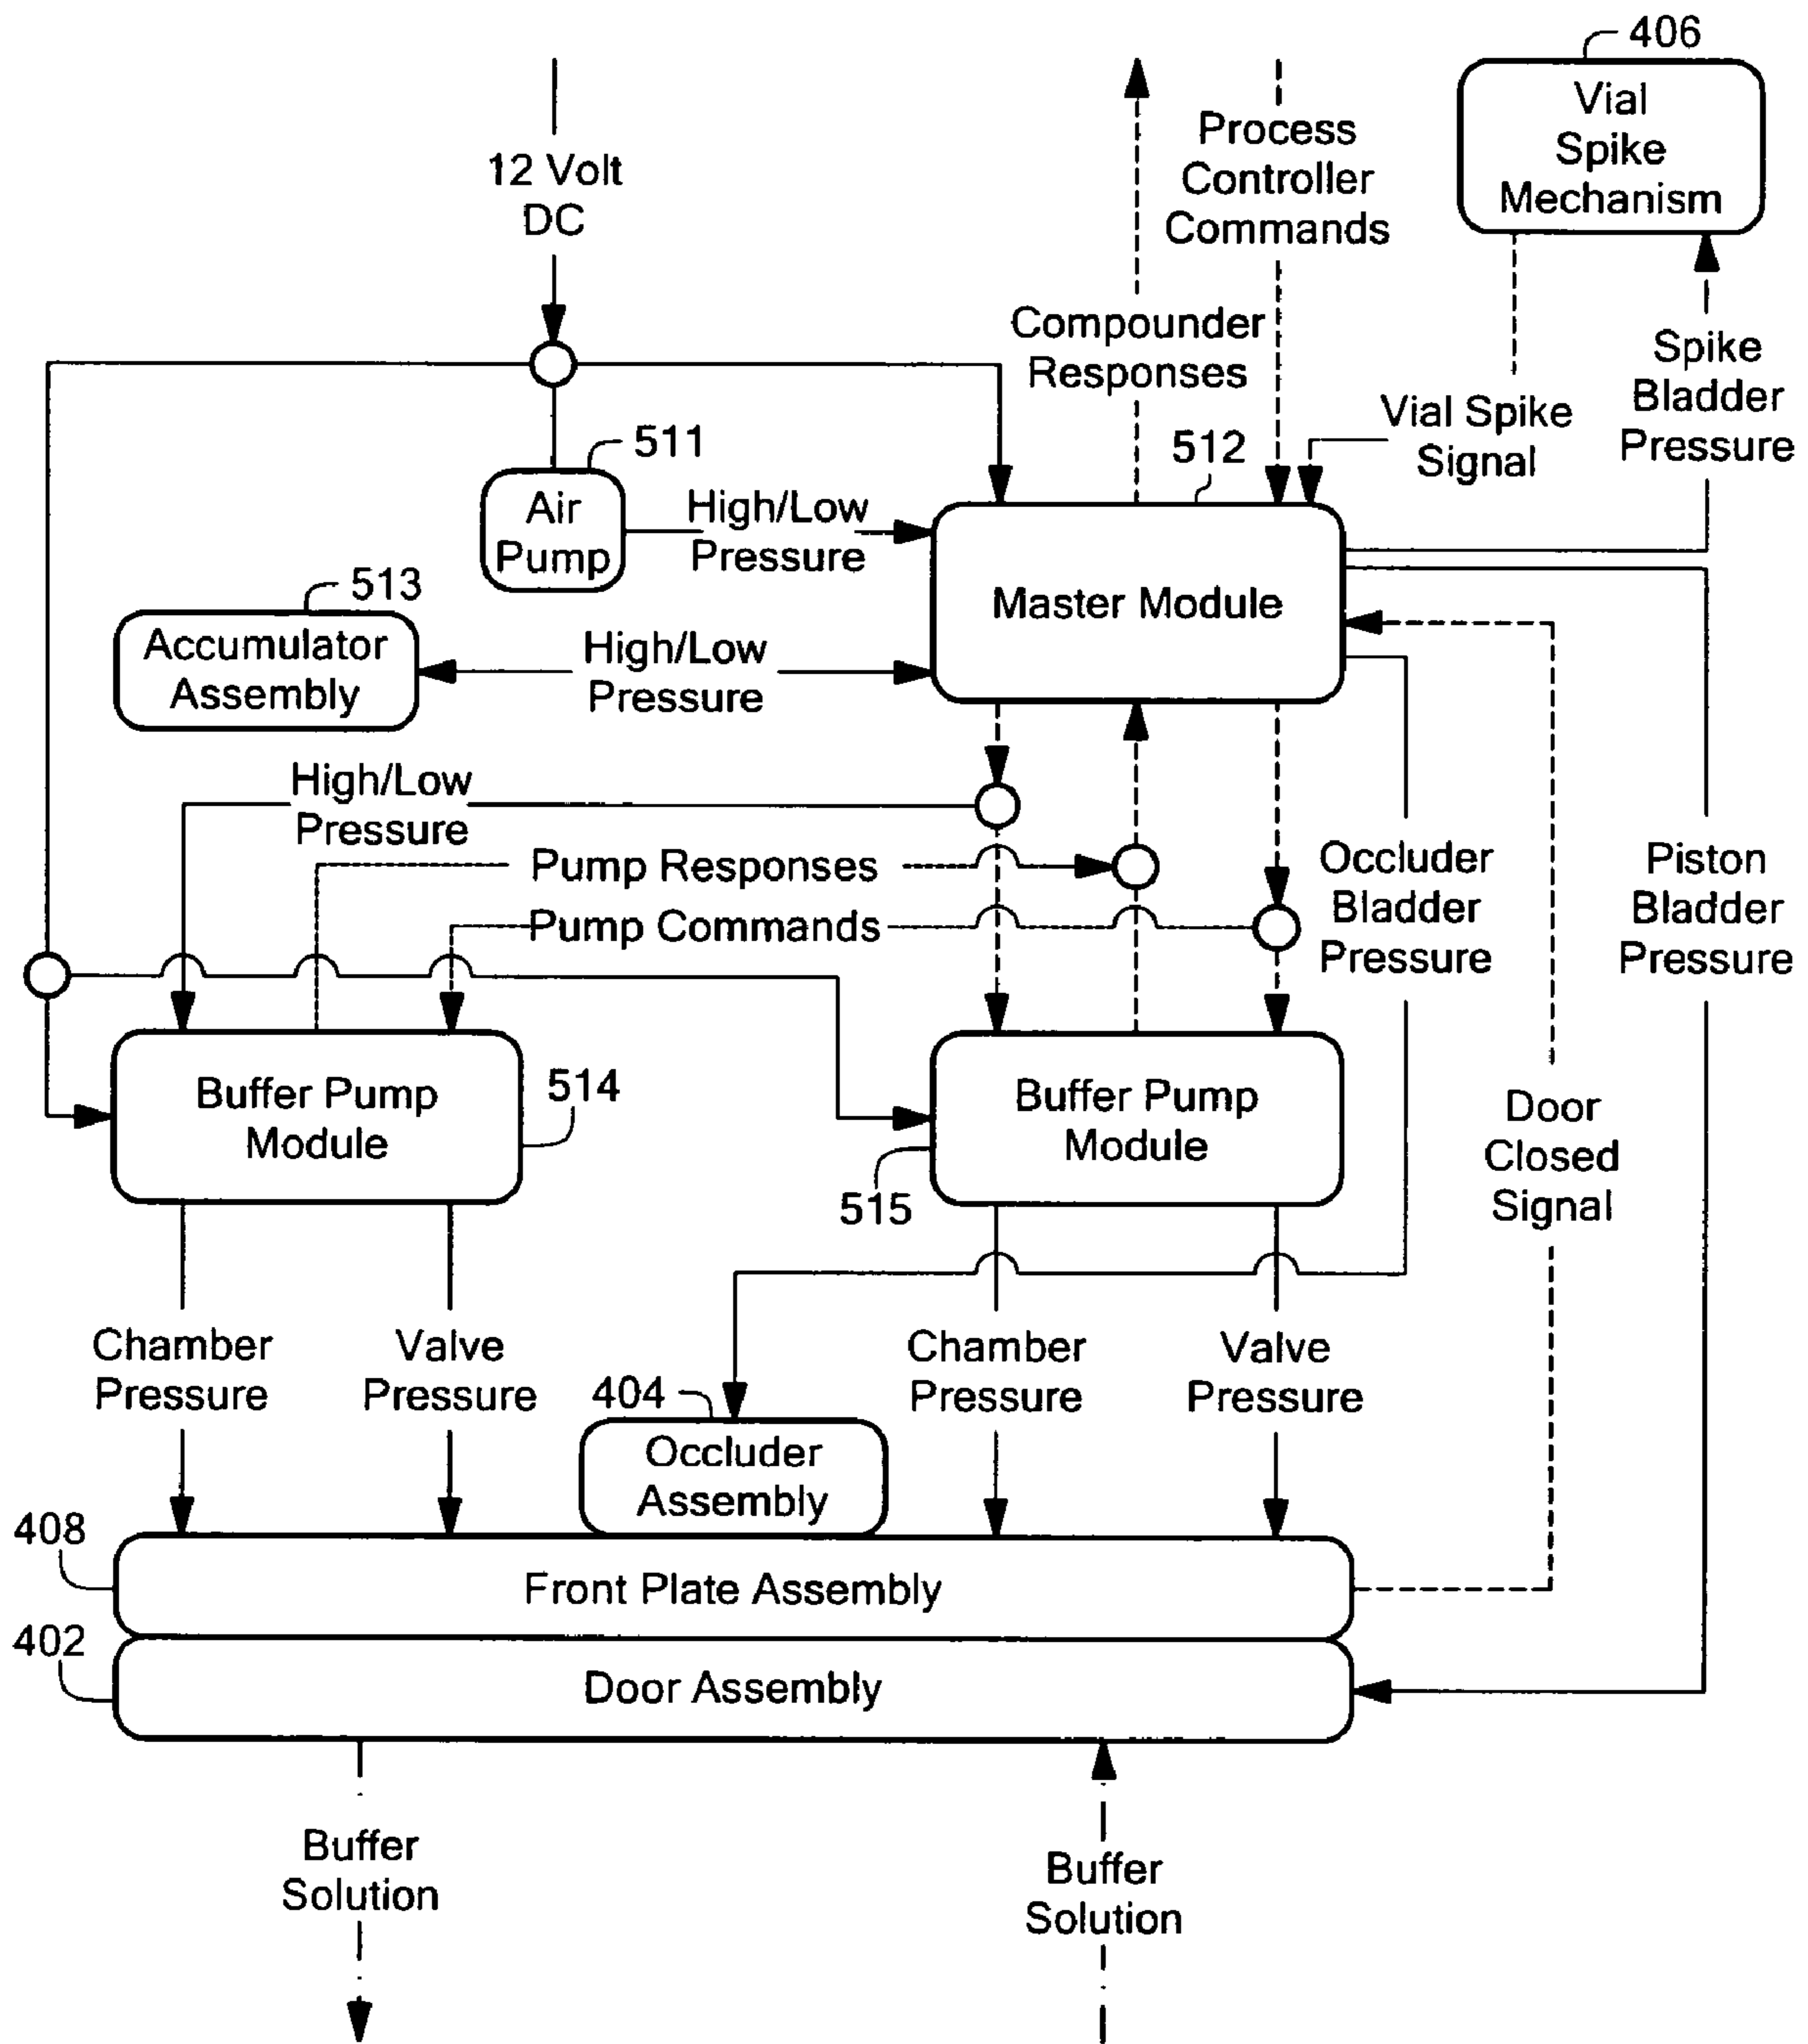 406
Vial
Spike
Mechanism
12 Volt
DC
Process
Controller
Commands
Compounder
Responses
Spike
Bladder
Pressure
Vial Spike
Signal
511
512
Air
Pump
High/Low
Pressure
Master Module
513
Accumulator
Assembly
High/Low
Pressure
High/Low
Pressure
Pump Responses
Pump Commands
Occluder
Bladder
Pressure
Piston
Bladder
Pressure
Buffer Pump
Module
514
Buffer Pump
Module
515
Door
Closed
Signal
Chamber
Pressure
Valve
Pressure
Chamber
Pressure
Valve
Pressure
404
Occluder
Assembly
408
Front Plate Assembly
402
Door Assembly
Buffer
Solution
Buffer
Solution